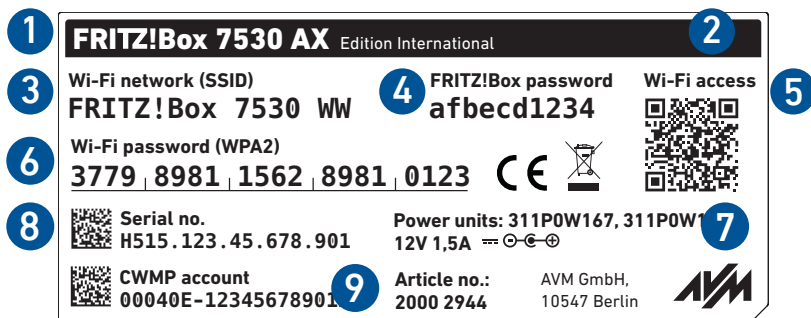 1
FRITZ!Box 7530 AX Edition International
2
3
Wi-Fi network (SSID)
FRITZ!Box 7530 WW
4
FRITZ!Box password
afbecd1234
Wi-Fi access
5
6
Wi-Fi password (WPA2)
3779 8981 1562 8981 0123
CE
8
Serial no.
H515.123.45.678.901
Power units: 311P0W167,
12V 1,5A
7
CWMP account
00040E-12345678901
9
Article no.:
2000 2944
AVM GmbH,
10547 Berlin
AVM